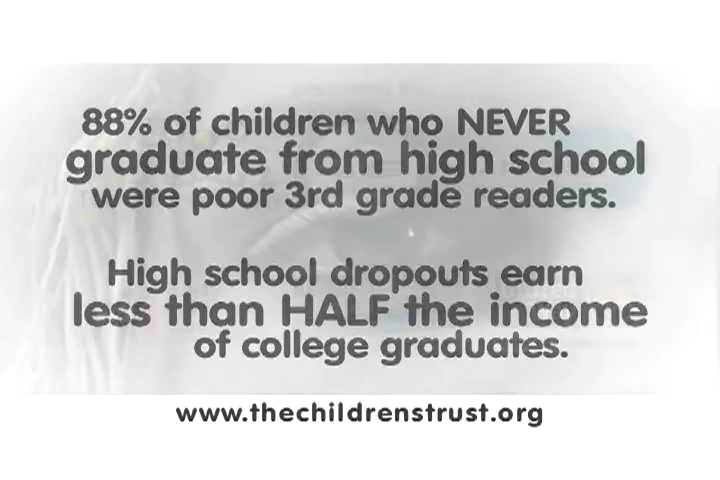 88% of children who NEVER
graduate from high school
were poor 3rd grade readers.
High school dropouts earn
less than HALF the income
of college graduates.
www.thechildrenstrust.org